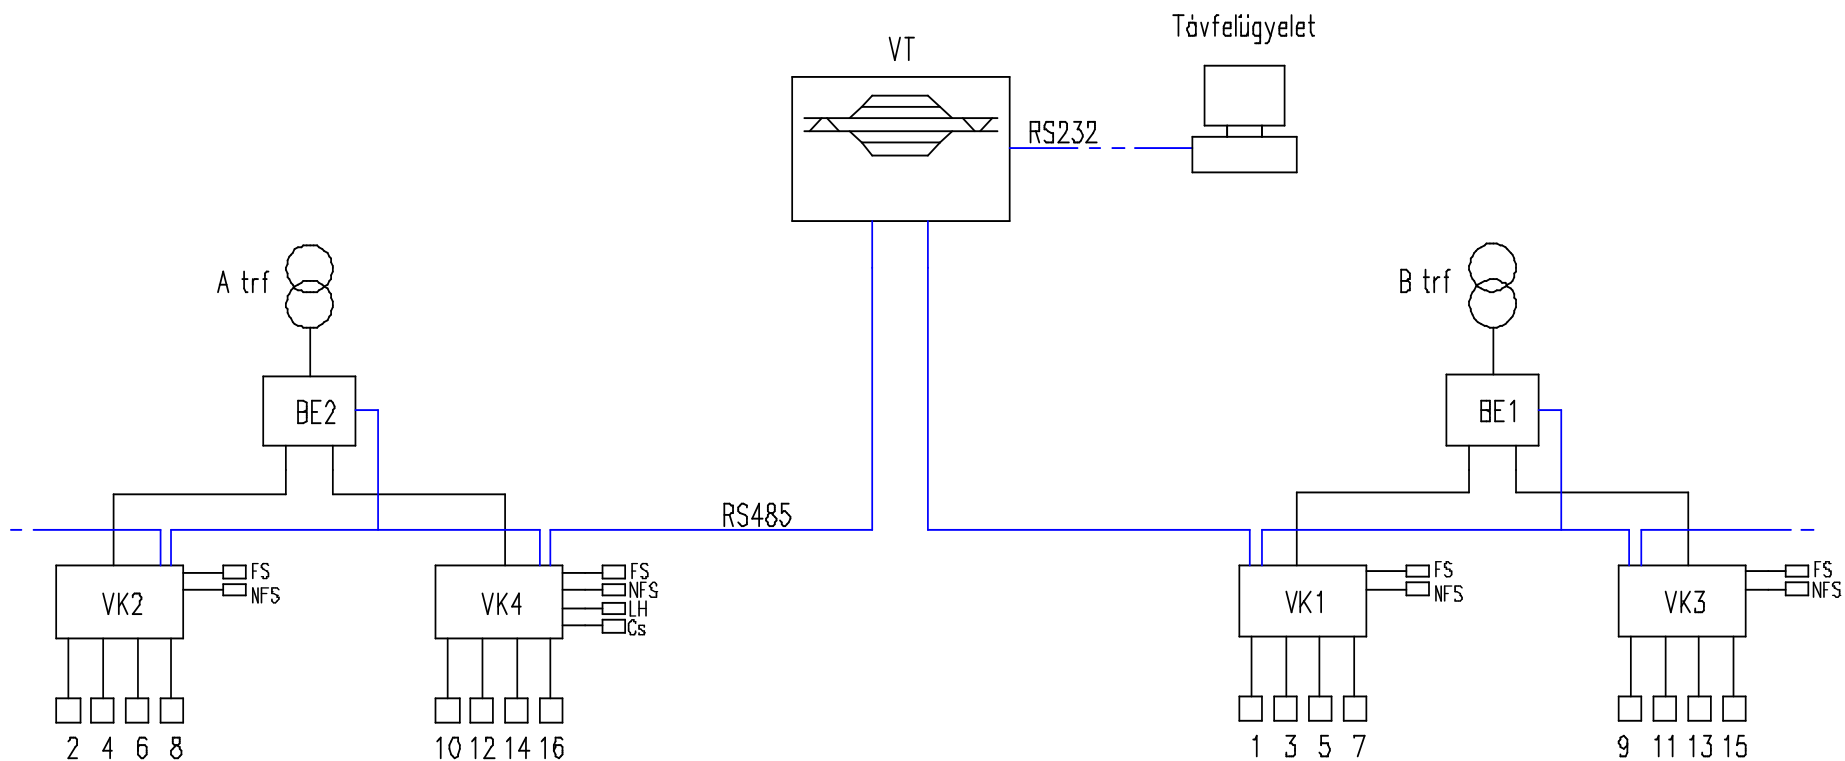 Távfelügyelet
VT
RS232
A trf
B trf
BE2
BE1
RS485
FS
NFS
VK2
FS
NFS
LH
Cs
VK4
FS
NFS
VK1
FS
NFS
VK3
2 4 6 8
10 12 14 16
1 3 5 7
9 11 13 15